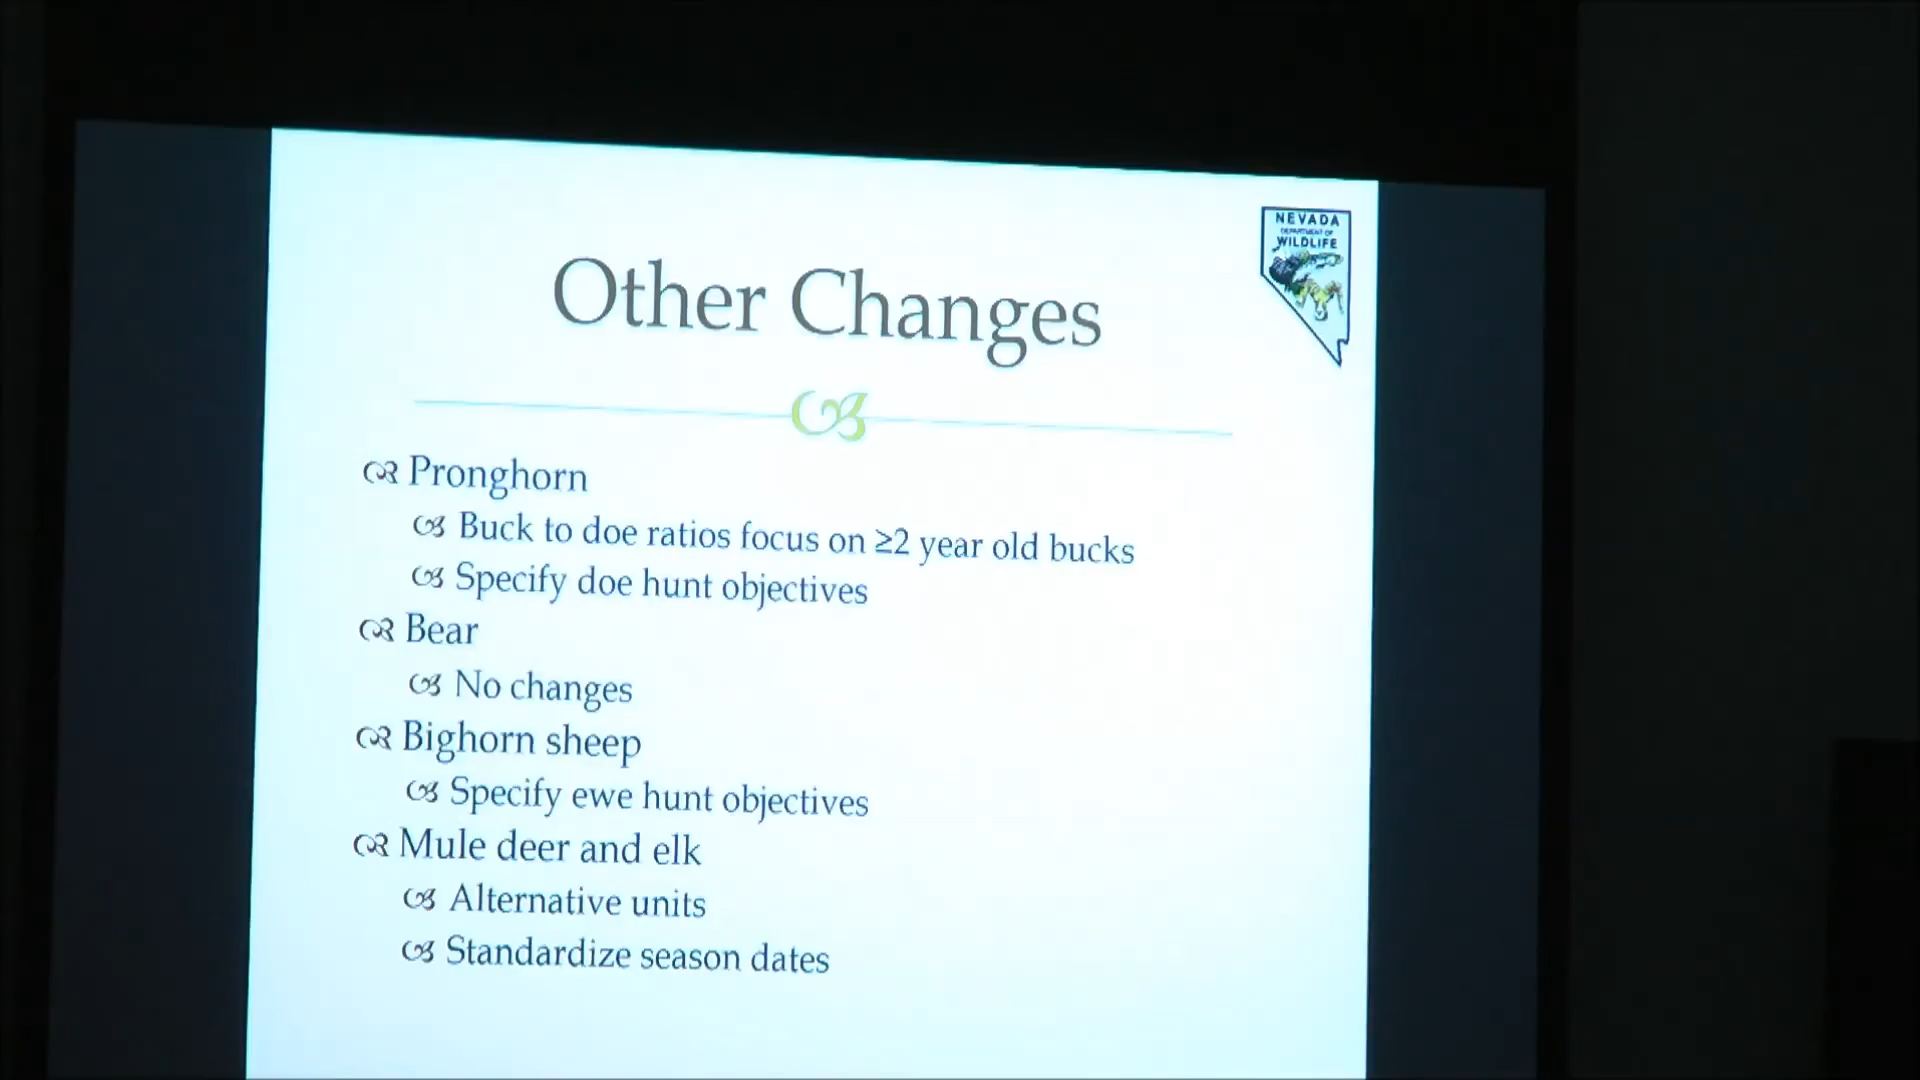 NEVADA
DEPARTMENT OF
WILDLIFE
Other Changes
Pronghorn
Buck to doe ratios focus on ≥2 year old bucks
Specify doe hunt objectives
Bear
No changes
Bighorn sheep
Specify ewe hunt objectives
Mule deer and elk
Alternative units
Standardize season dates